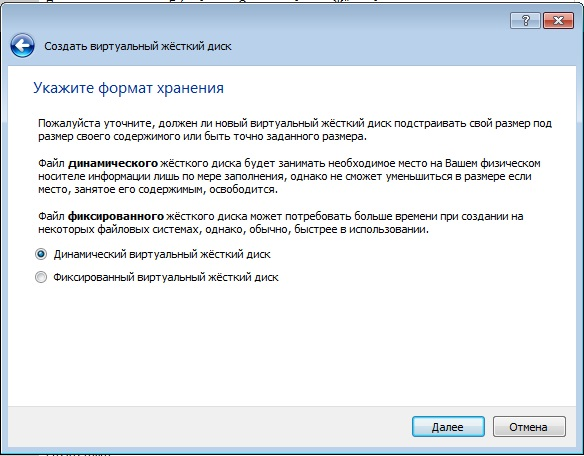 Создать виртуальный жёсткий диск
Укажите формат хранения
Пожалуйста уточните, должен ли новый виртуальный жёсткий диск подстраивать свой размер под
размер своего содержимого или быть точно заданного размера.
Файл динамического жёсткого диска будет занимать необходимое место на Вашем физическом
носителе информации лишь по мере заполнения, однако не сможет уменьшиться в размере если
место, занятое его содержимым, освободится.
Файл фиксированного жёсткого диска может потребовать больше времени при создании на
некоторых файловых системах, однако, обычно, быстрее в использовании.
Динамический виртуальный жёсткий диск
Фиксированный виртуальный жёсткий диск
Далее
Отмена